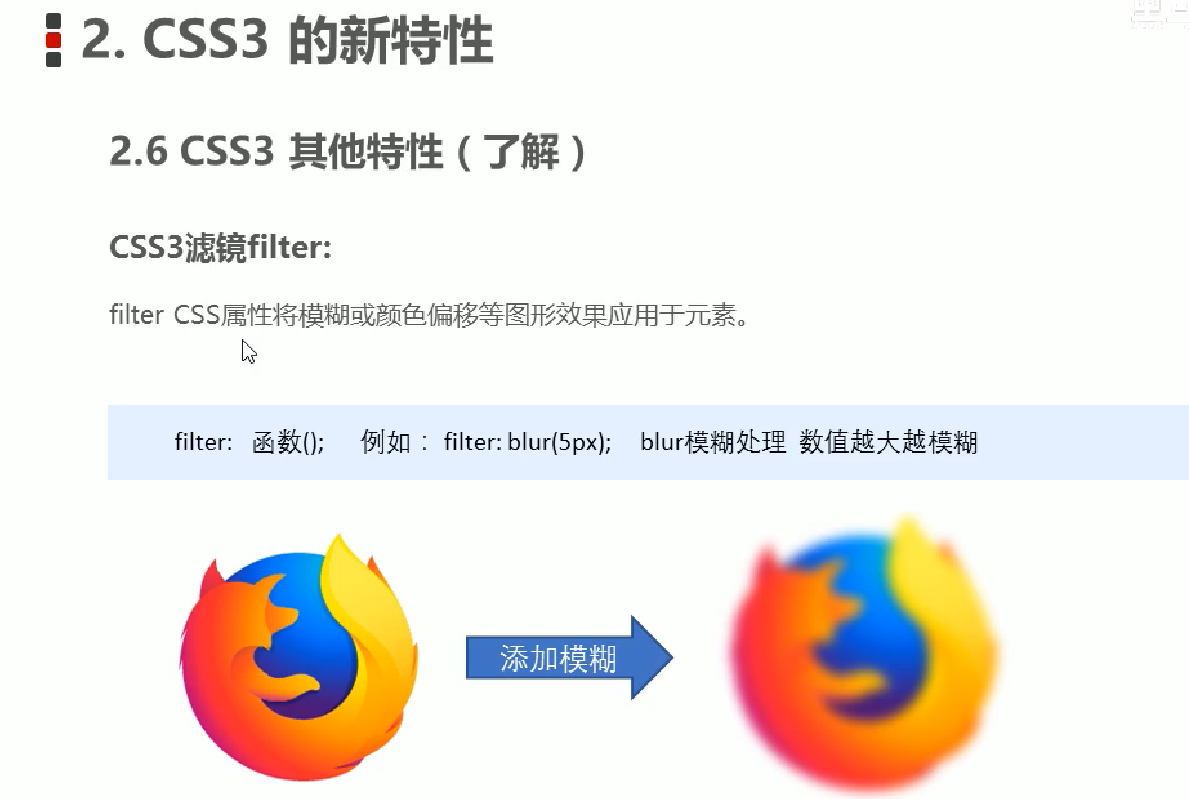 2. CSS3 的新特性
2.6 CSS3 其他特性（了解）
CSS3滤镜filter:
filter CSS属性将模糊或颜色偏移等图形效果应用于元素。
filter: 函数(); 例如： filter: blur(5px); blur模糊处理 数值越大越模糊
添加模糊